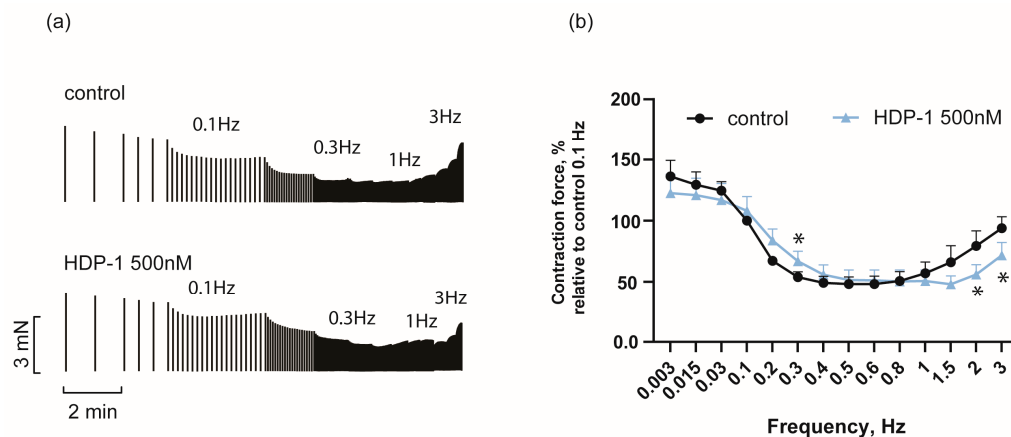 (a)
control
0.1Hz
0.3Hz
1Hz
3Hz
HDP-1 500nM
0.1Hz
0.3Hz
1Hz
3Hz
3 mN
2 min
(b)
control
HDP-1 500nM
Contraction force, %
relative to control 0.1 Hz
200
150
100
50
0.0
*
*
*
0.003
0.015
0.03
0.1
0.2
0.3
0.4
0.5
0.6
0.8
1
1.5
2
3
Frequency, Hz